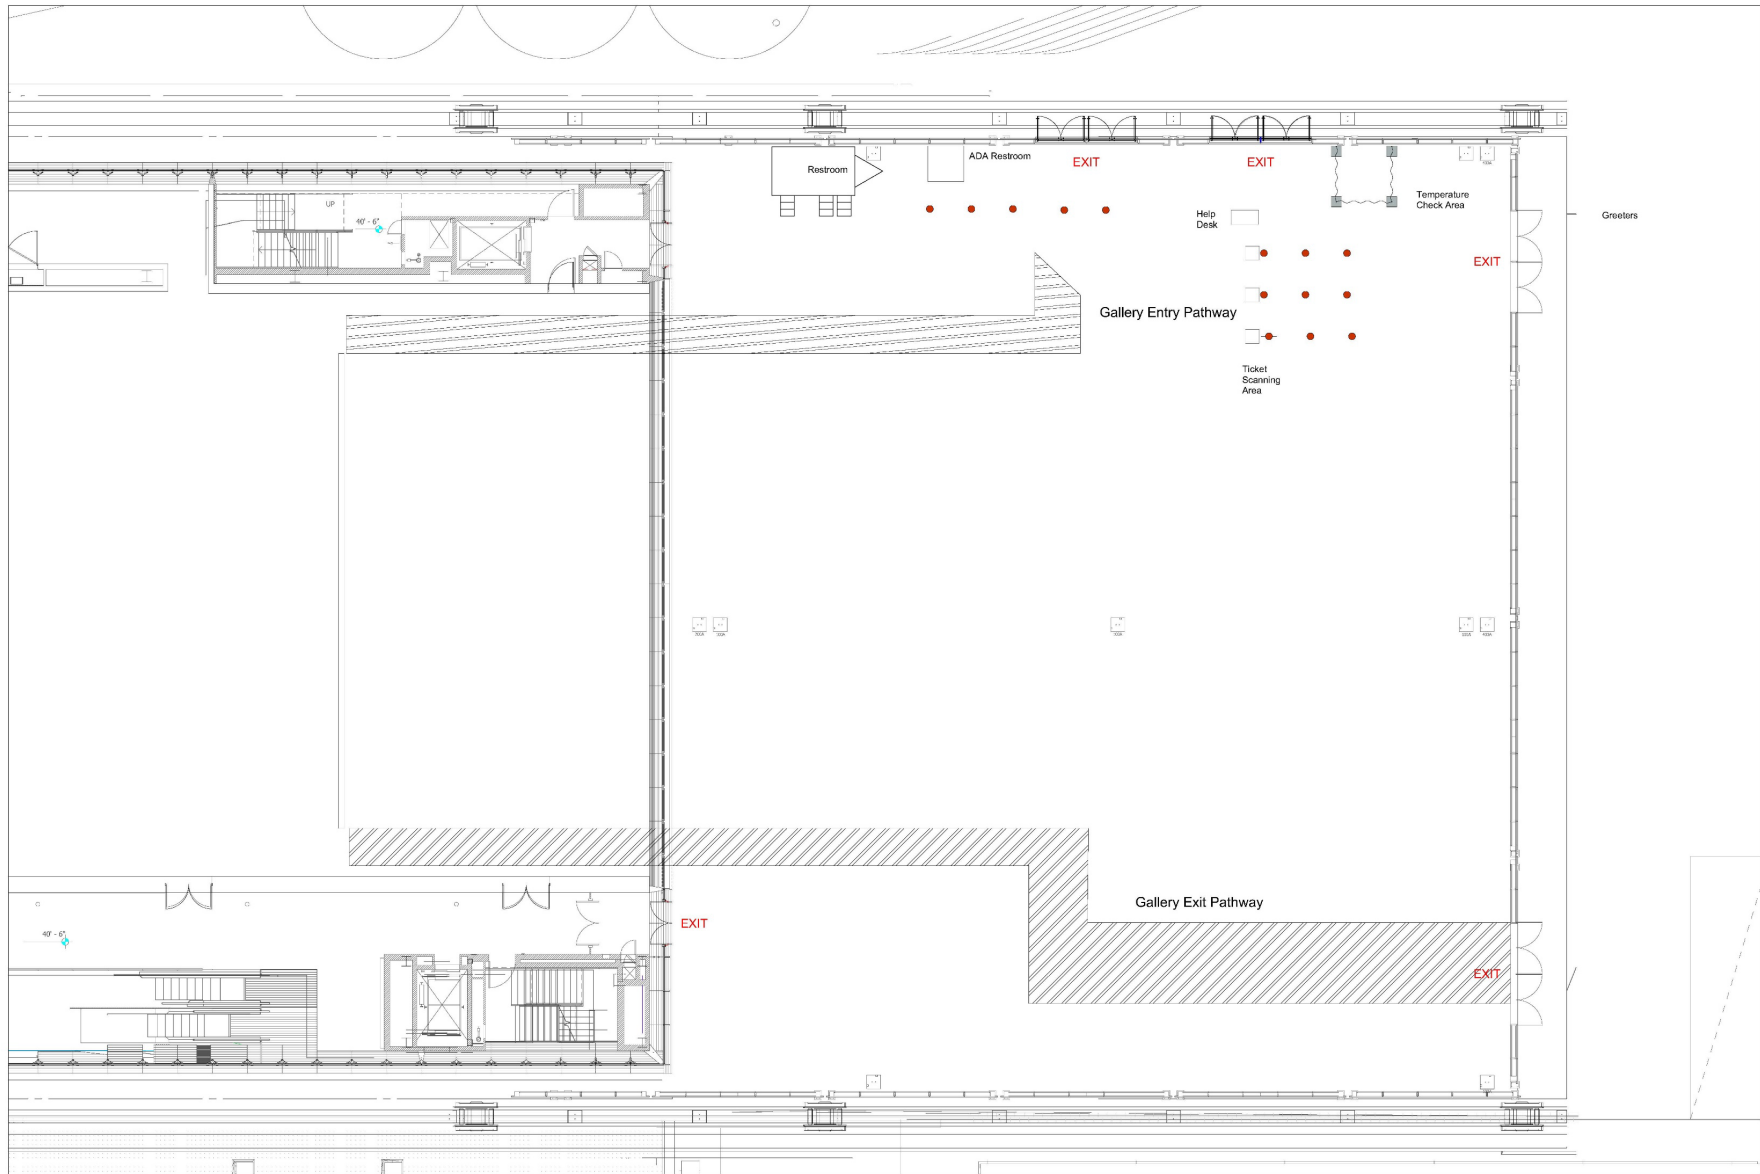 ADA Restroom
EXIT
EXIT
Restroom
Temperature
Check Area
UP
Help
Desk
Greeters
40' - 6"
EXIT
Gallery Entry Pathway
Ticket
Scanning
Area
Gallery Exit Pathway
EXIT
40' - 6"
EXIT